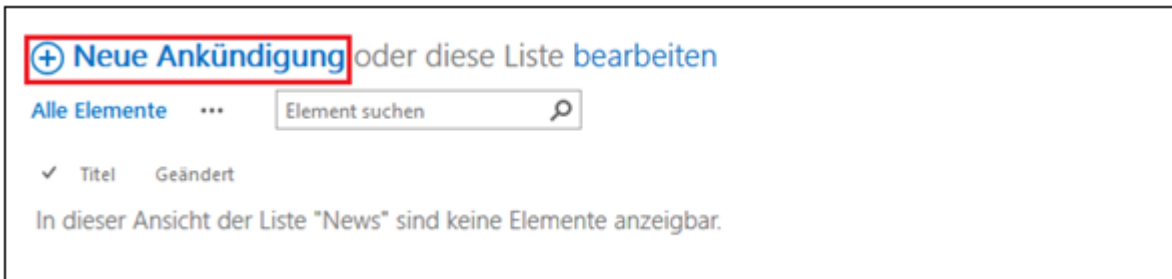 Neue Ankündigung oder diese Liste bearbeiten
Alle Elemente ... Element suchen
Titel Geändert
In dieser Ansicht der Liste "News" sind keine Elemente anzeigbar.